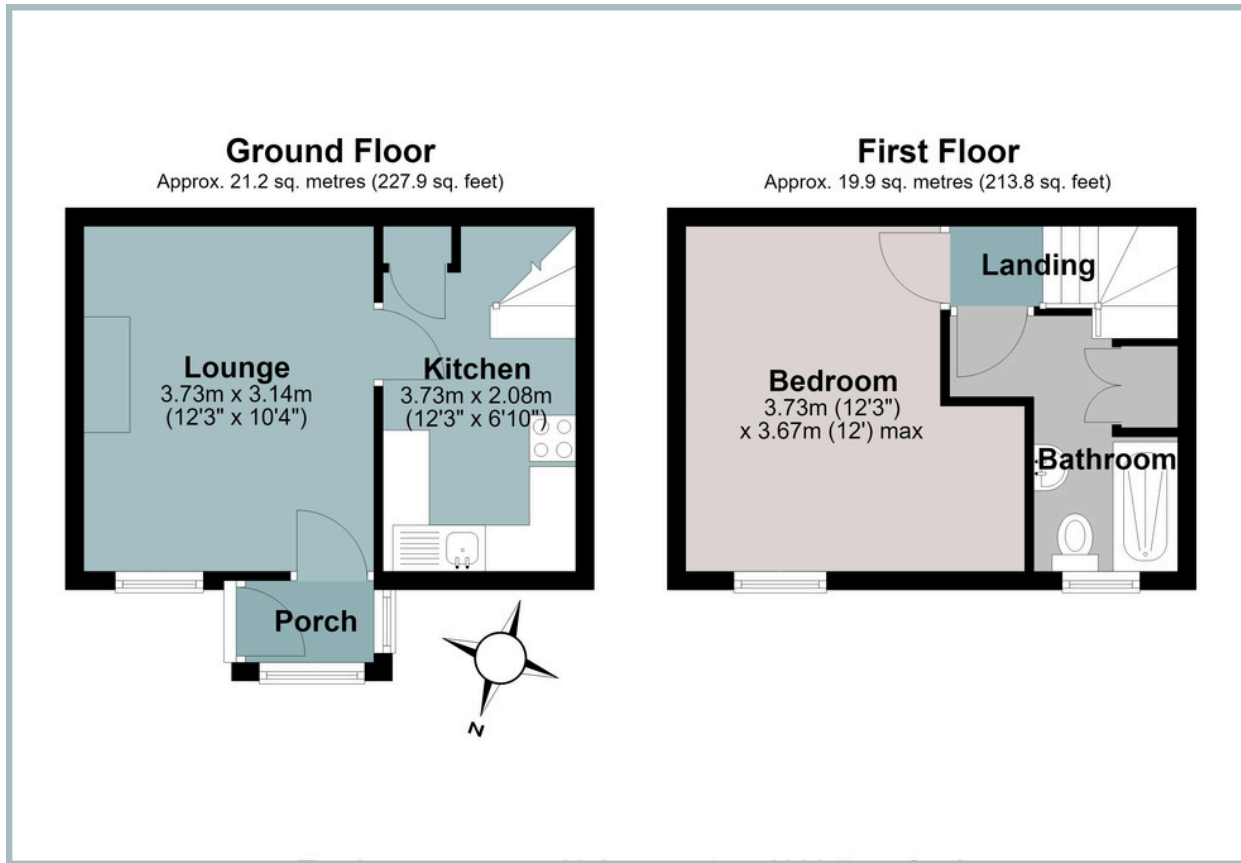 Ground Floor
Approx. 21.2 sq. metres (227.9 sq. feet)
Lounge
3.73m x 3.14m
(12'3" x 10'4")
Kitchen
3.73m x 2.08m
(12'3" x 6'10")
Porch
N
First Floor
Approx. 19.9 sq. metres (213.8 sq. feet)
Landing
Bedroom
3.73m (12'3")
x 3.67m (12') max
Bathroom